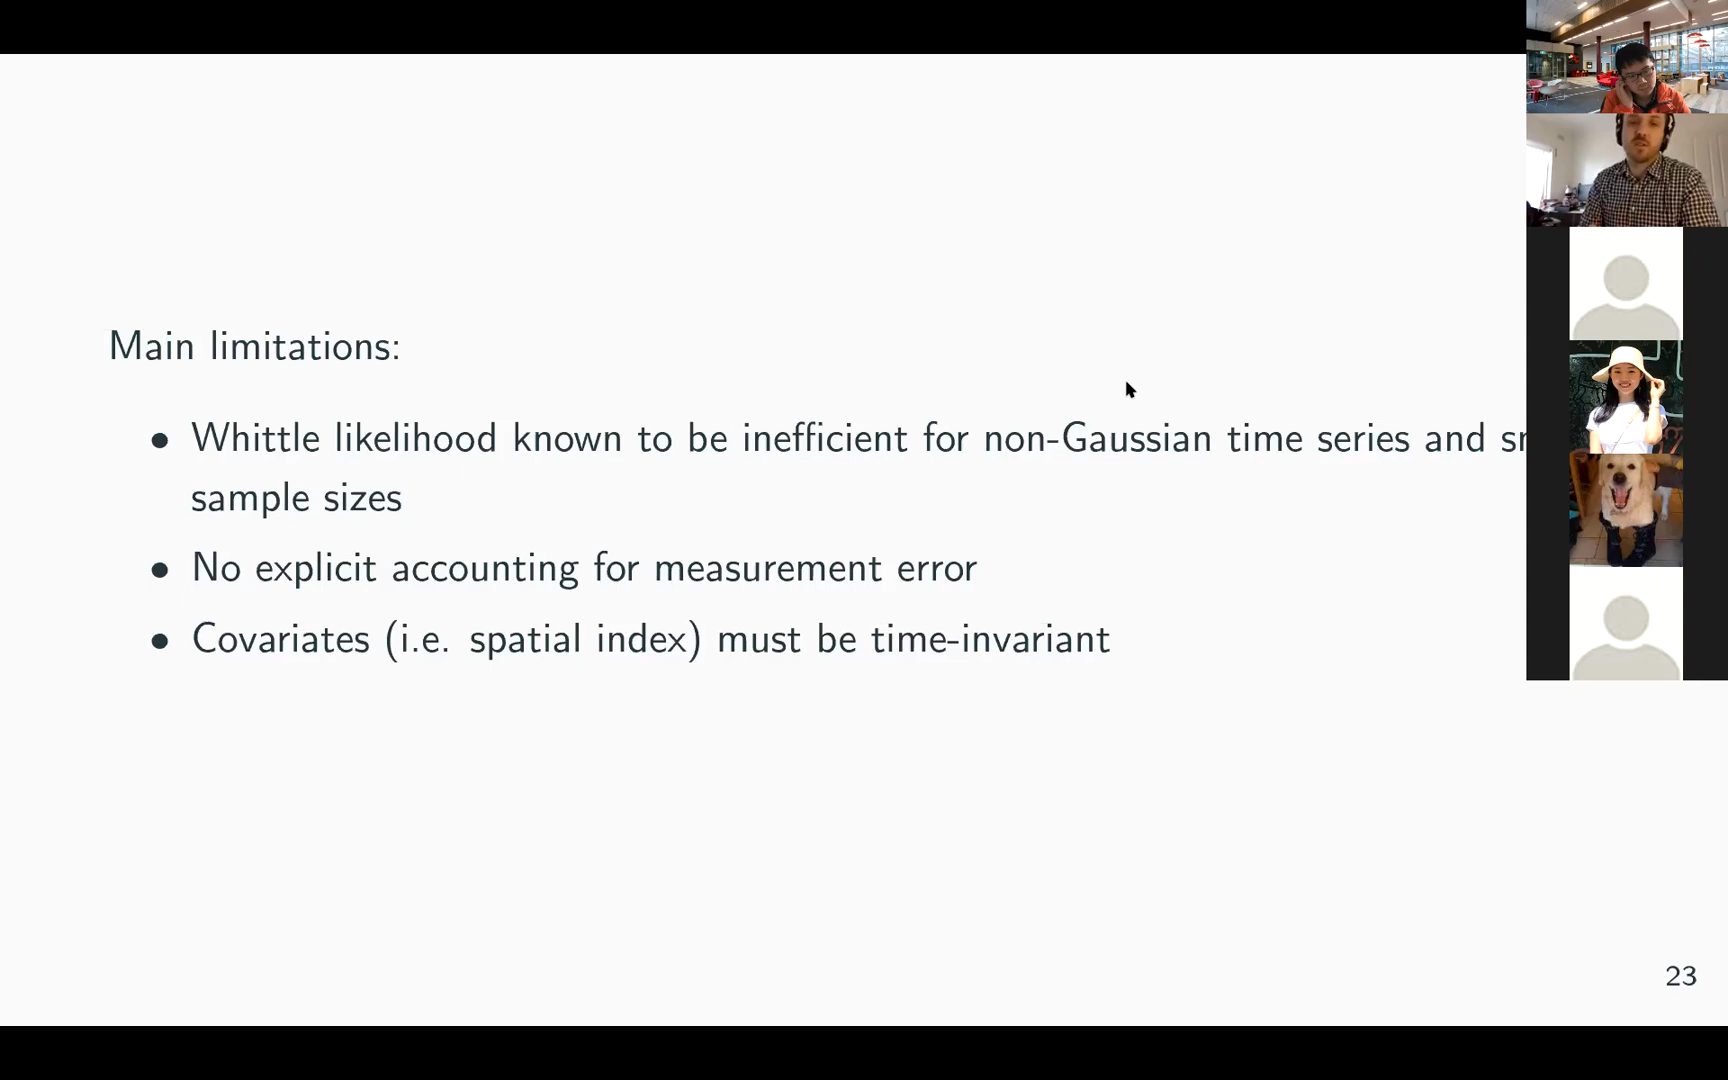 Main limitations:
• Whittle likelihood known to be inefficient for non-Gaussian time series and
sample sizes
• No explicit accounting for measurement error
• Covariates (i.e. spatial index) must be time-invariant
23